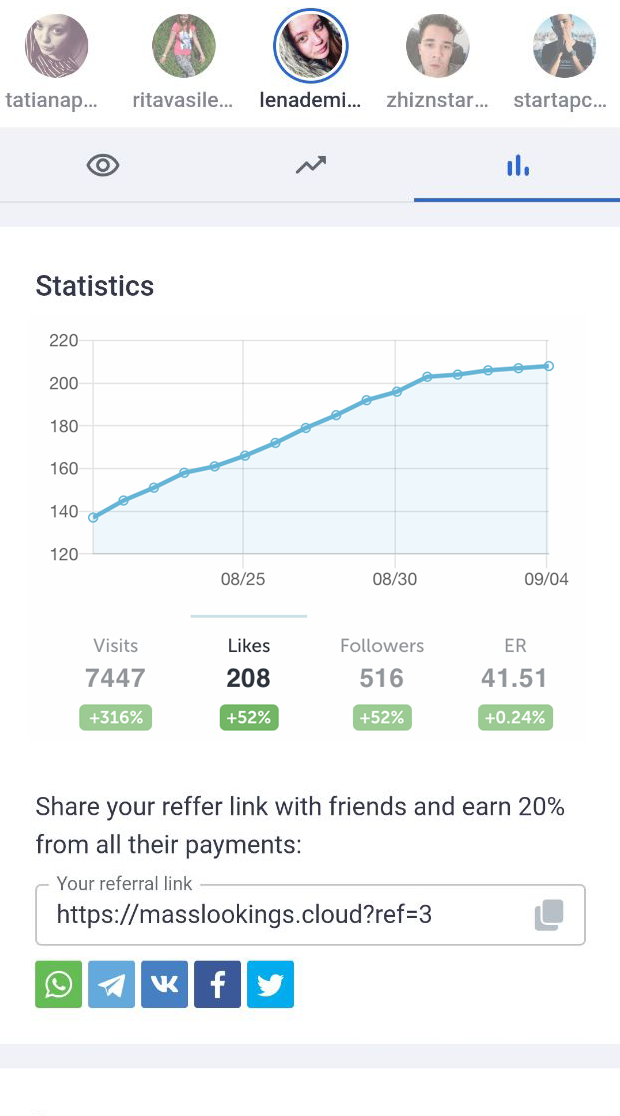 tatianap... ritavasile... lenademi... zhiznstar... startapc...
Statistics
220
200
180
160
140
120
08/25 08/30 09/04
Visits Likes Followers ER
7447 208 516 41.51
+316% +52% +52% +0.24%
Share your reffer link with friends and earn 20%
from all their payments:
Your referral link
https://masslookings.cloud?ref=3